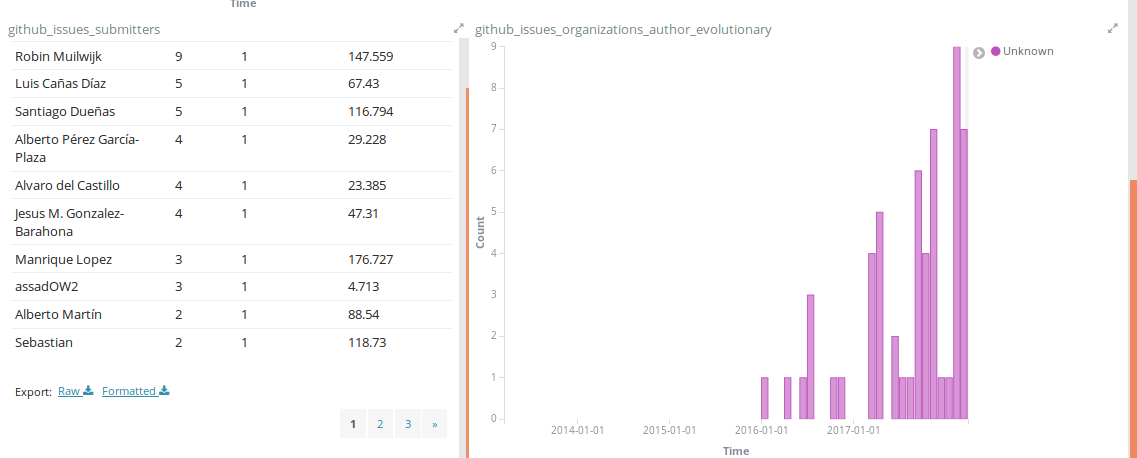 Time
github_issues_submitters
Robin Muilwijk 9 1 147.559
Luis Cañas Díaz 5 1 67.43
Santiago Dueñas 5 1 116.794
Alberto Pérez García-
Plaza 4 1 29.228
Alvaro del Castillo 4 1 23.385
Jesus M. Gonzalez-
Barahona 4 1 47.31
Manrique Lopez 3 1 176.727
assadOW2 3 1 4.713
Alberto Martín 2 1 88.54
Sebastian 2 1 118.73
Export: Raw Formatted
1 2 3 »
github_issues_organizations_author_evolutionary
Unknown
9
8
7
6
5
4
3
2
1
0
Count
2014-01-01 2015-01-01 2016-01-01 2017-01-01
Time